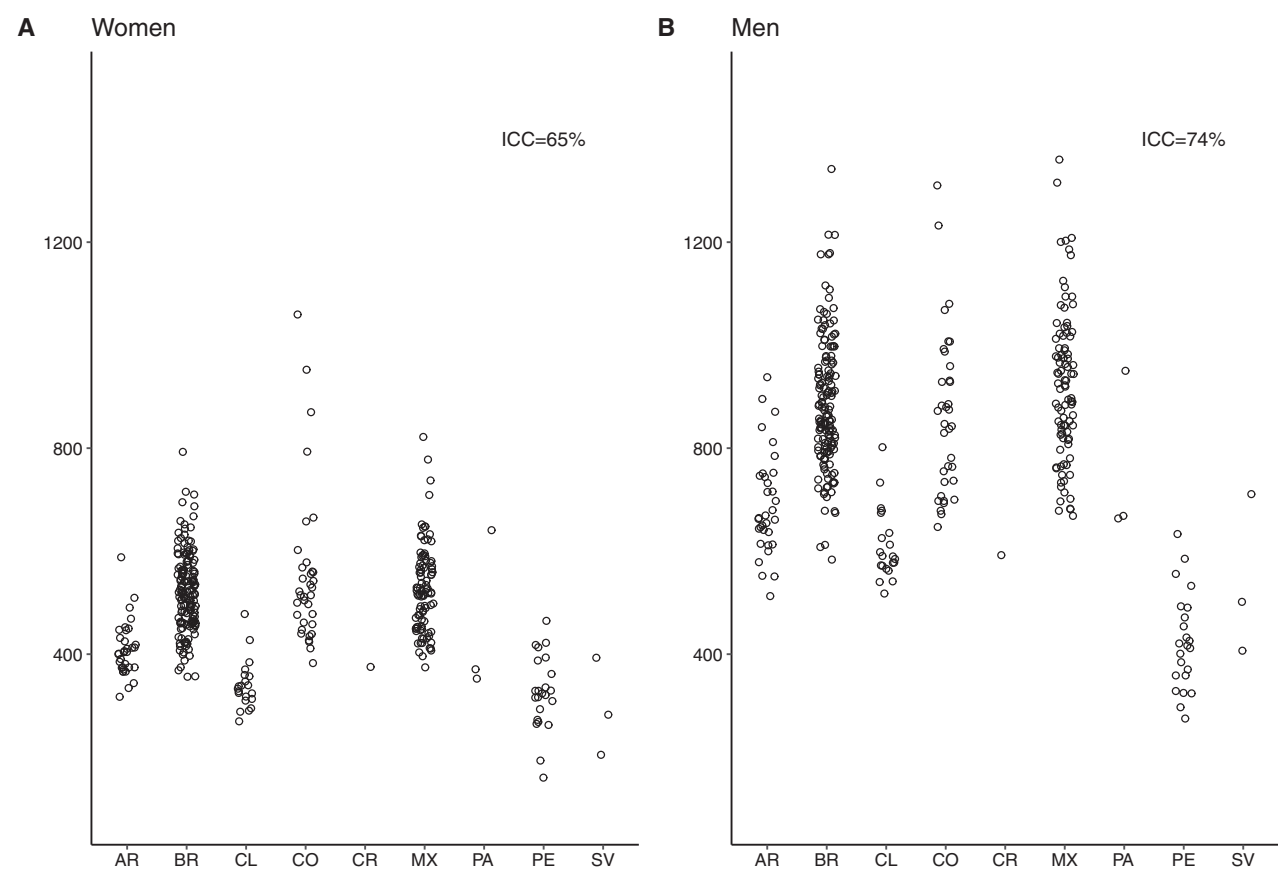 A Women
ICC=65%
1200
800
400
AR BR CL CO CR MX PA PE SV
B Men
ICC=74%
1200
800
400
AR BR CL CO CR MX PA PE SV